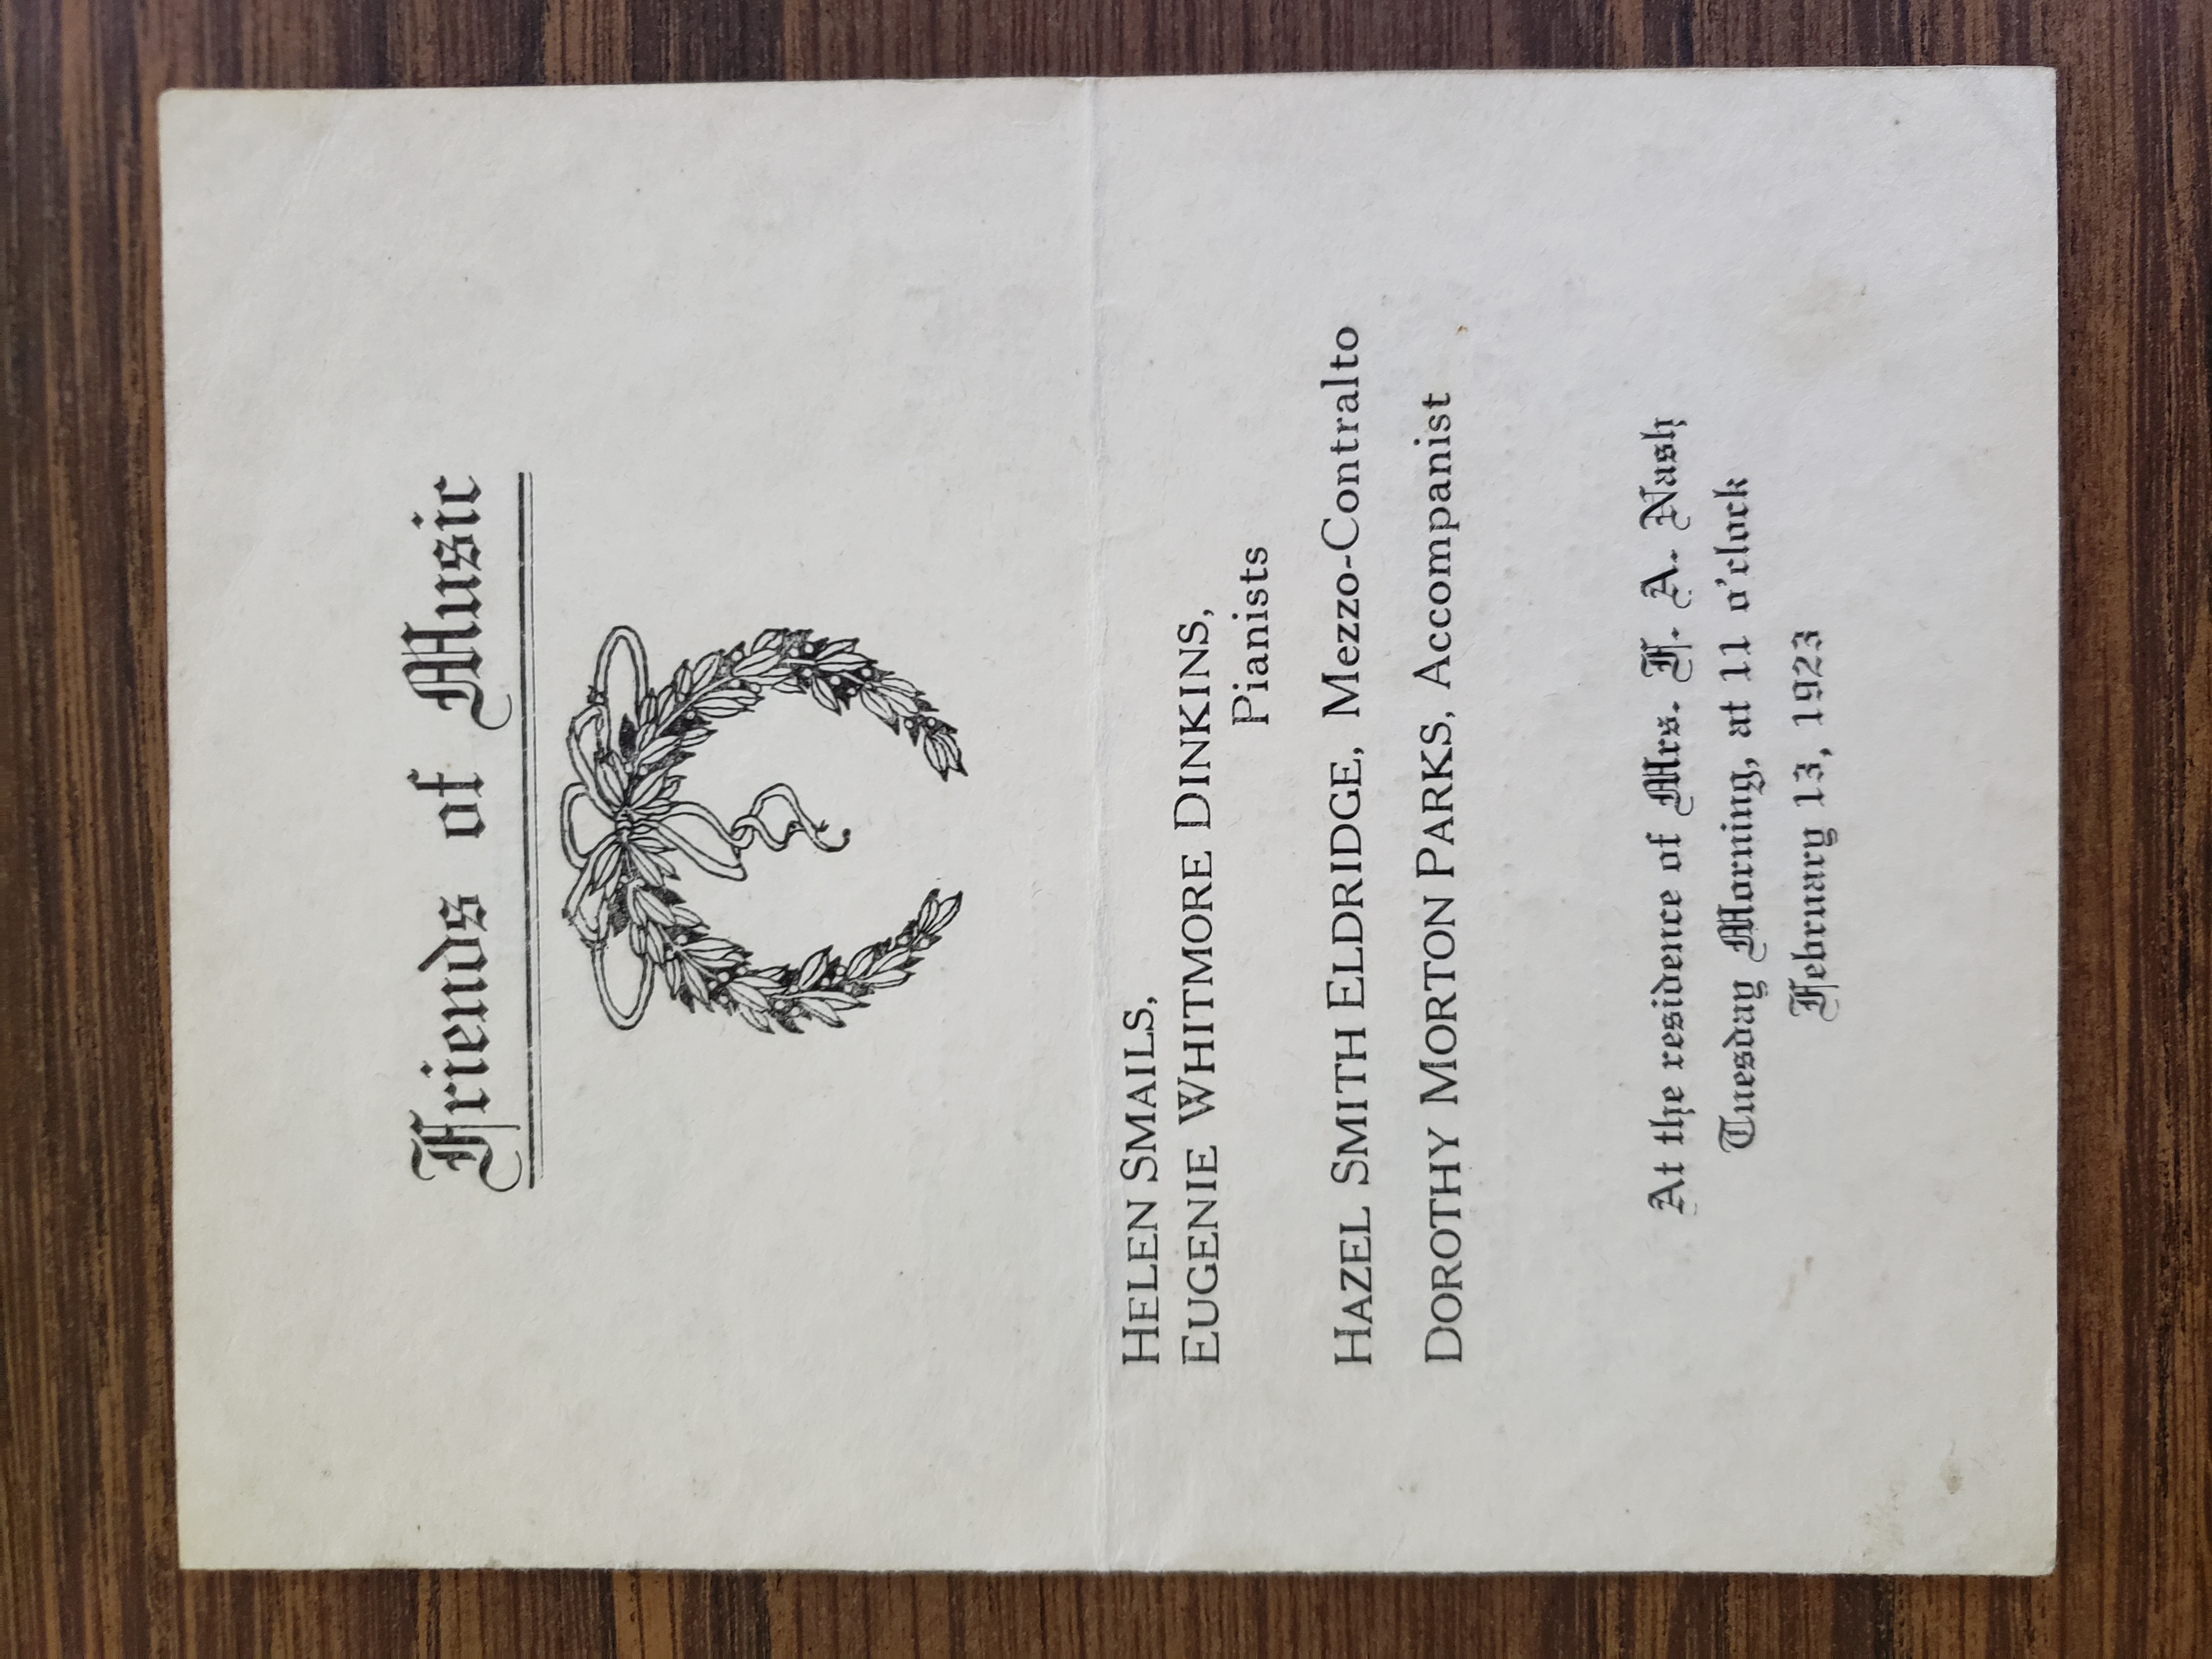 Friends of Music
HELEN SMAILS,
EUGENIE WHITMORE DINKINS,
Pianists
HAZEL SMITH ELDRIDGE, Mezzo-Contralto
DOROTHY MORTON PARKS, Accompanist
At the residence of Mrs. F. A. Nash
Tuesday Morning, at 11 o'clock
February 13, 1923